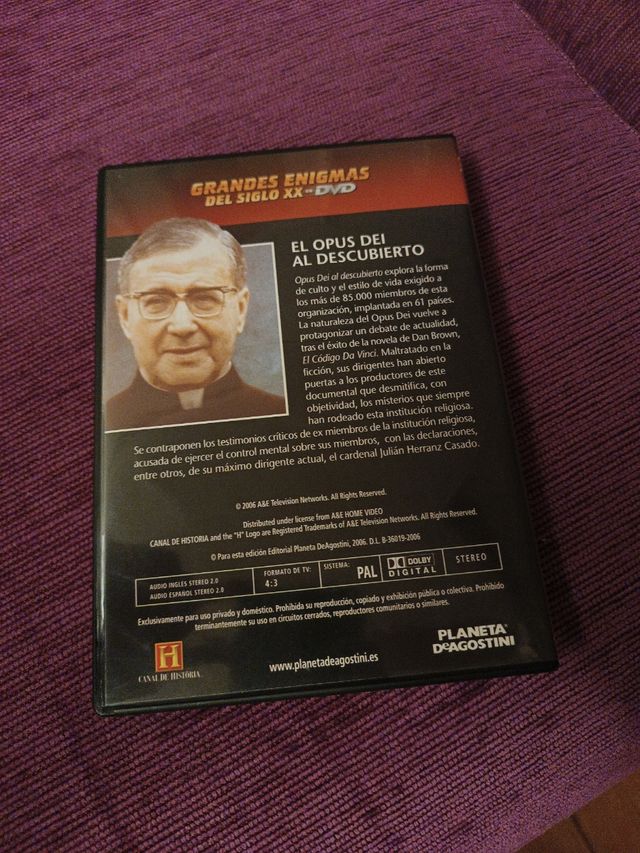 GRANDES ENIGMAS
DEL SIGLO XX EN DVD
EL OPUS DEI
AL DESCUBIERTO
Opus Dei al descubierto explora la forma
de culto y el estilo de vida exigido a
los más de 85.000 miembros de esta
organización, implantada en 61 países.
La naturaleza del Opus Dei vuelve a
protagonizar un debate de actualidad,
tras el éxito de la novela de Dan Brown,
El Código Da Vinci. Maltratado en la
ficción, sus dirigentes han abierto
puertas a los productores de este
documental que desmitifica, con
objetividad, los misterios que siempre
han rodeado esta institución religiosa.
Se contraponen los testimonios críticos de ex miembros de la institución religiosa,
acusada de ejercer el control mental sobre sus miembros, con las declaraciones,
entre otros, de su máximo dirigente actual, el cardenal Julián Herranz Casado.
© 2006 A&E Television Networks. All Rights Reserved.
Distributed under license from A&E HOME VIDEO
CANAL DE HISTORIA and the "H" Logo are Registered Trademarks of A&E Television Networks. All Rights Reserved.
© Para esta edición Editorial Planeta DeAgostini, 2006. D.L. B-36019-2006
AUDIO INGLES STEREO 2.0
AUDIO ESPAÑOL STEREO 2.0
FORMATO DE TV:
4:3
SISTEMA:
PAL
DOLBY
DIGITAL
STEREO
Exclusivamente para uso privado y doméstico. Prohibida su reproducción, copiado y exhibición pública o colectiva. Prohibido
terminantemente su uso en circuitos cerrados, reproductores comunitarios o similares.
H
CANAL DE HISTORIA
www.planetadeagostini.es
PLANETA
DeAGOSTINI